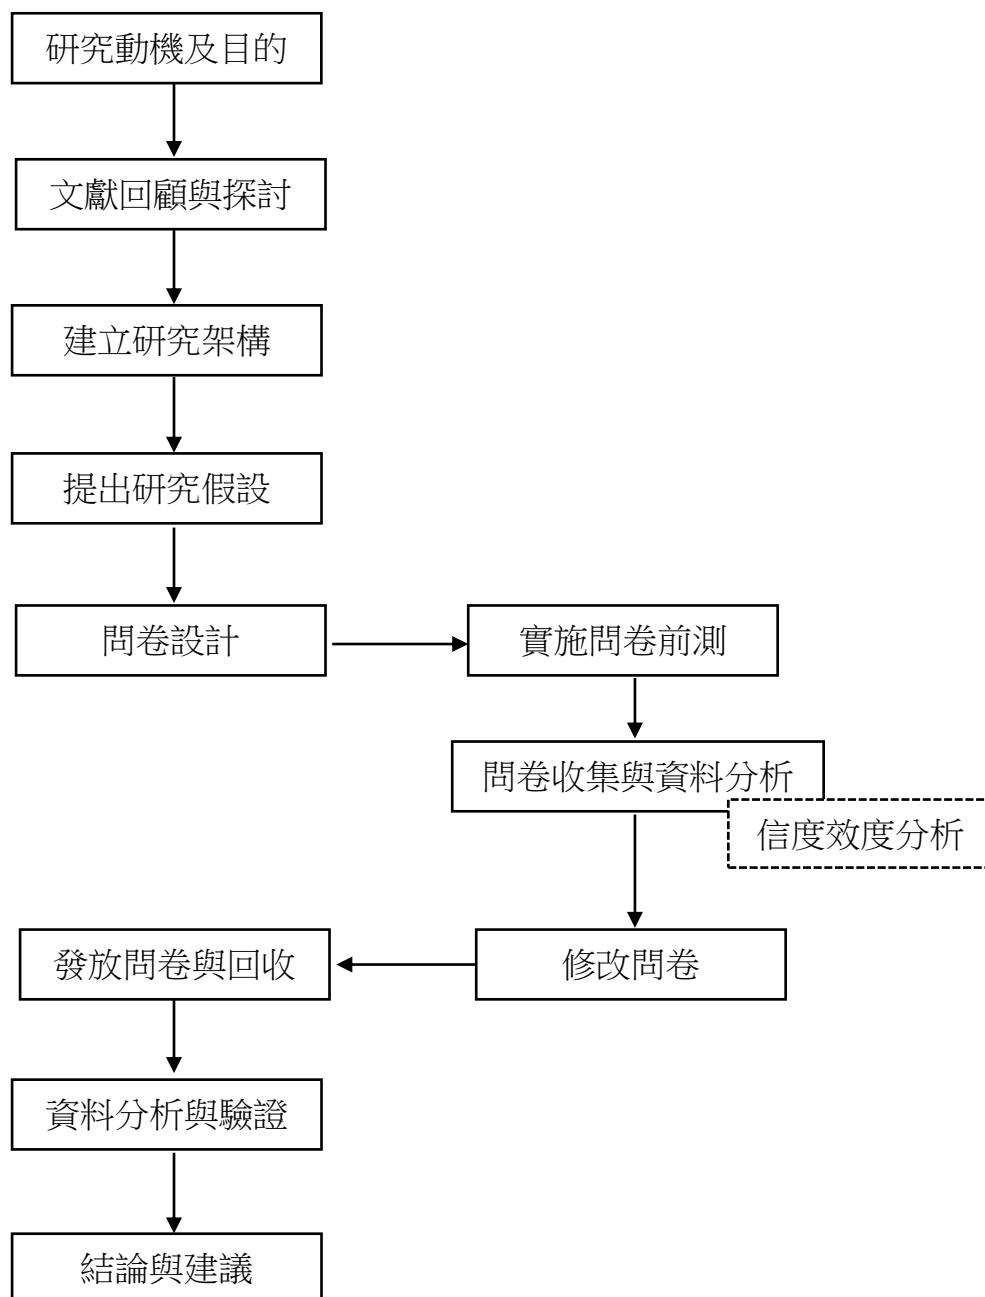 研究動機及目的
文獻回顧與探討
建立研究架構
提出研究假設
問卷設計
實施問卷前測
問卷收集與資料分析
信度效度分析
修改問卷
發放問卷與回收
資料分析與驗證
結論與建議